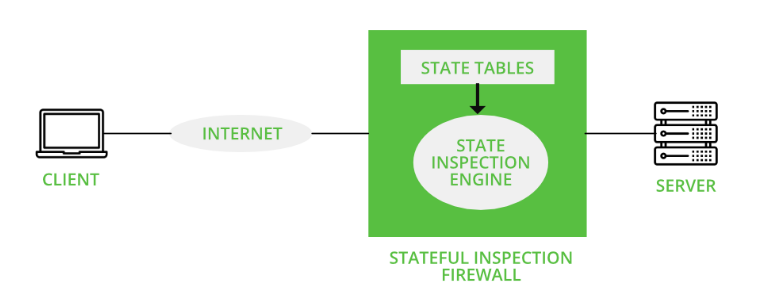 STATE TABLES
INTERNET
STATE
INSPECTION
ENGINE
CLIENT
SERVER
STATEFUL INSPECTION
FIREWALL